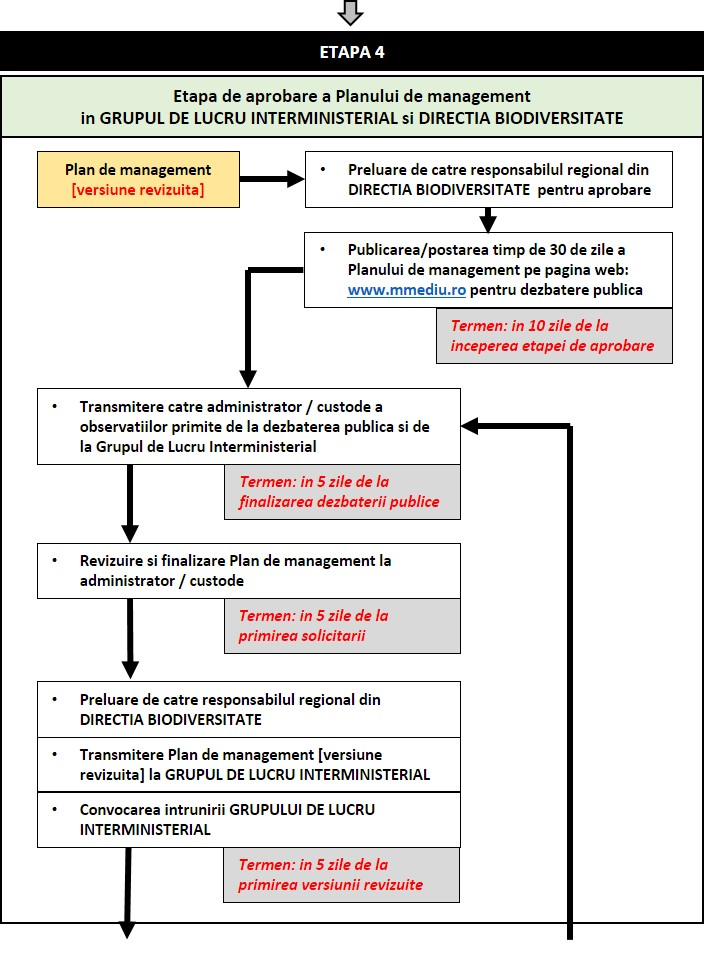 ETAPA 4
Etapa de aprobare a Planului de management
in GRUPUL DE LUCRU INTERMINISTERIAL si DIRECTIA BIODIVERSITATE
Plan de management
[versiune revizuita]
• Preluare de catre responsabilul regional din
DIRECTIA BIODIVERSITATE pentru aprobare
• Publicarea/postarea timp de 30 de zile a
Planului de management pe pagina web:
www.mmediu.ro pentru dezbatere publica
Termen: in 10 zile de la
inceperea etapei de aprobare
• Transmitere catre administrator / custode a
observatiilor primite de la dezbaterea publica si de
la Grupul de Lucru Interministerial
Termen: in 5 zile de la
finalizarea dezbaterii publice
• Revizuire si finalizare Plan de management la
administrator / custode
Termen: in 5 zile de la
primirea solicitarii
• Preluare de catre responsabilul regional din
DIRECTIA BIODIVERSITATE
• Transmitere Plan de management [versiune
revizuita] la GRUPUL DE LUCRU INTERMINISTERIAL
• Convocarea intrunirii GRUPULUI DE LUCRU
INTERMINISTERIAL
Termen: in 5 zile de la
primirea versiunii revizuite